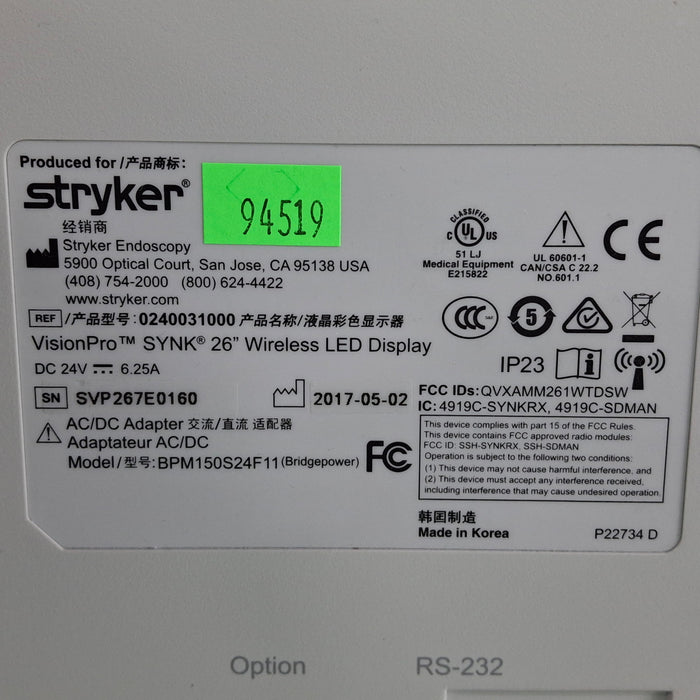 Produced for /产品商标:
stryker®
94519
经销商
Stryker Endoscopy
5900 Optical Court, San Jose, CA 95138 USA
(408) 754-2000 (800) 624-4422
www.stryker.com
CLASSIFIED
C UL US
51 LJ
Medical Equipment
E215822
UL 60601-1
CAN/CSA C 22.2
NO.601.1
CE
REF /产品型号: 0240031000 产品名称/液晶彩色显示器
VisionPro™ SYNK® 26" Wireless LED Display
DC 24V 6.25A
CCC
5
IP23
SN SVP267E0160
2017-05-02
FCC IDs: QVXAMM261WTDSW
IC: 4919C-SYNKRX, 4919C-SDMAN
AC/DC Adapter 交流/直流 适配器
Adaptateur AC/DC
Model/型号: BPM150S24F11 (Bridgepower)
FC
This device complies with part 15 of the FCC Rules.
This device contains FCC approved radio modules:
FCC ID: SSH-SYNKRX, SSH-SDMAN
Operation is subject to the following two conditions:
(1) This device may not cause harmful interference, and
(2) This device must accept any interference received,
including interference that may cause undesired operation.
韩国制造
Made in Korea
P22734 D
Option
RS-232